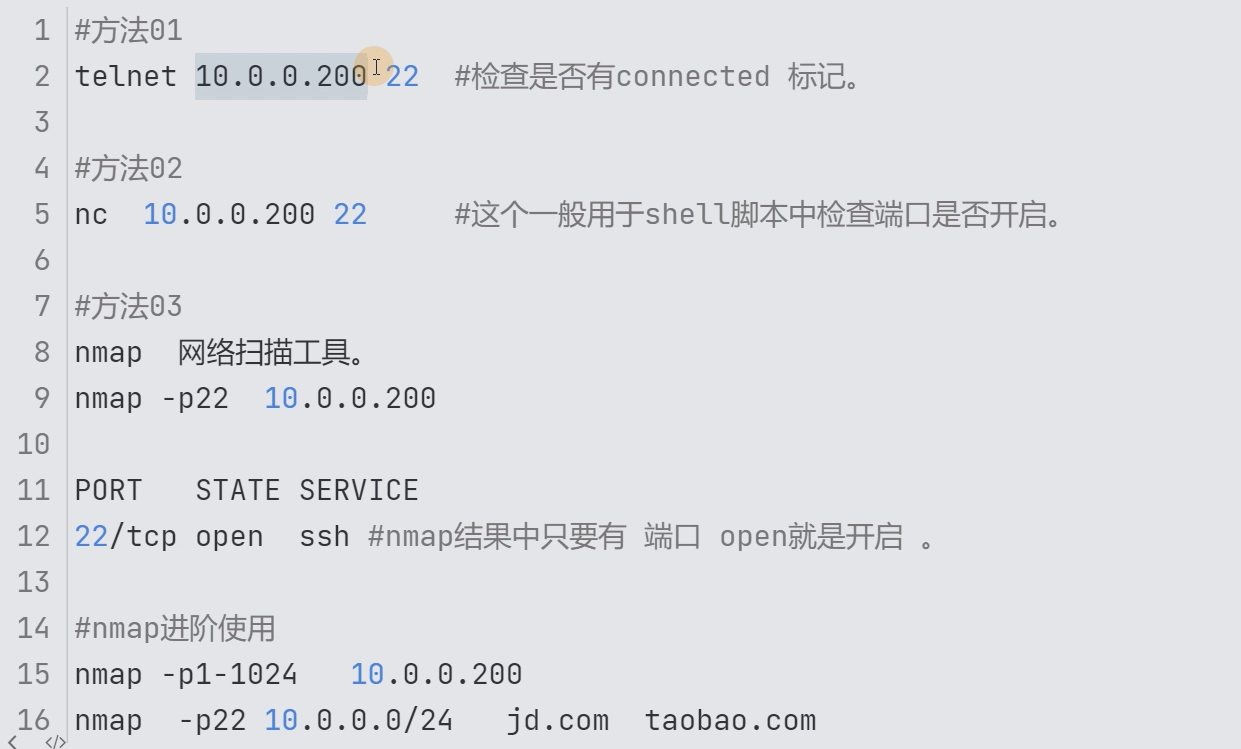 1 #方法01
2 telnet 10.0.0.200 22 #检查是否有connected 标记。
3
4 #方法02
5 nc 10.0.0.200 22 #这个一般用于shell脚本中检查端口是否开启。
6
7 #方法03
8 nmap 网络扫描工具。
9 nmap -p22 10.0.0.200
10
11 PORT STATE SERVICE
12 22/tcp open ssh #nmap结果中只要有 端口 open就是开启 。
13
14 #nmap进阶使用
15 nmap -p1-1024 10.0.0.200
16 nmap -p22 10.0.0.0/24 jd.com taobao.com